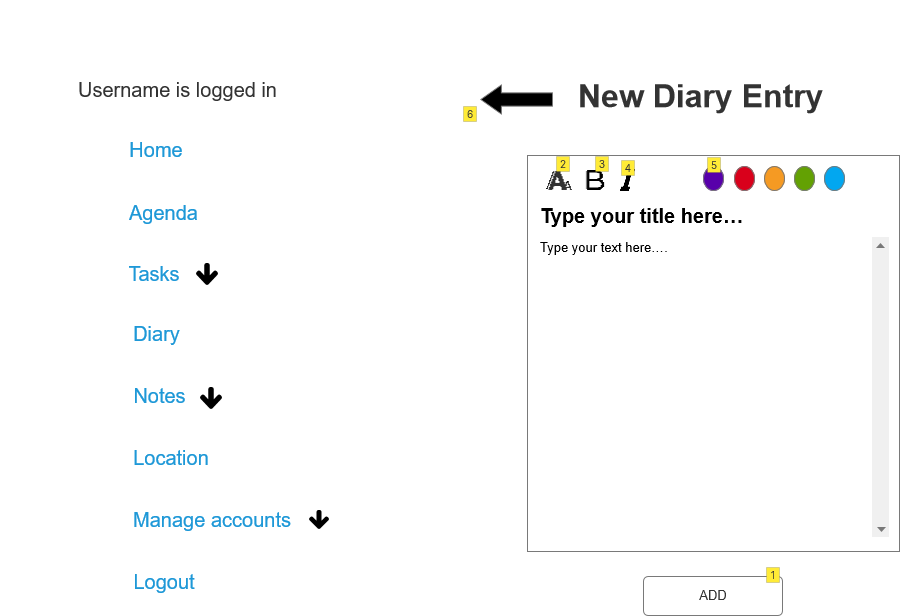 Username is logged in
New Diary Entry
6
Home
2
3
4
5
A A B I
Agenda
Type your title here…
Type your text here….
Tasks
Diary
Notes
Location
Manage accounts
Logout
1
ADD